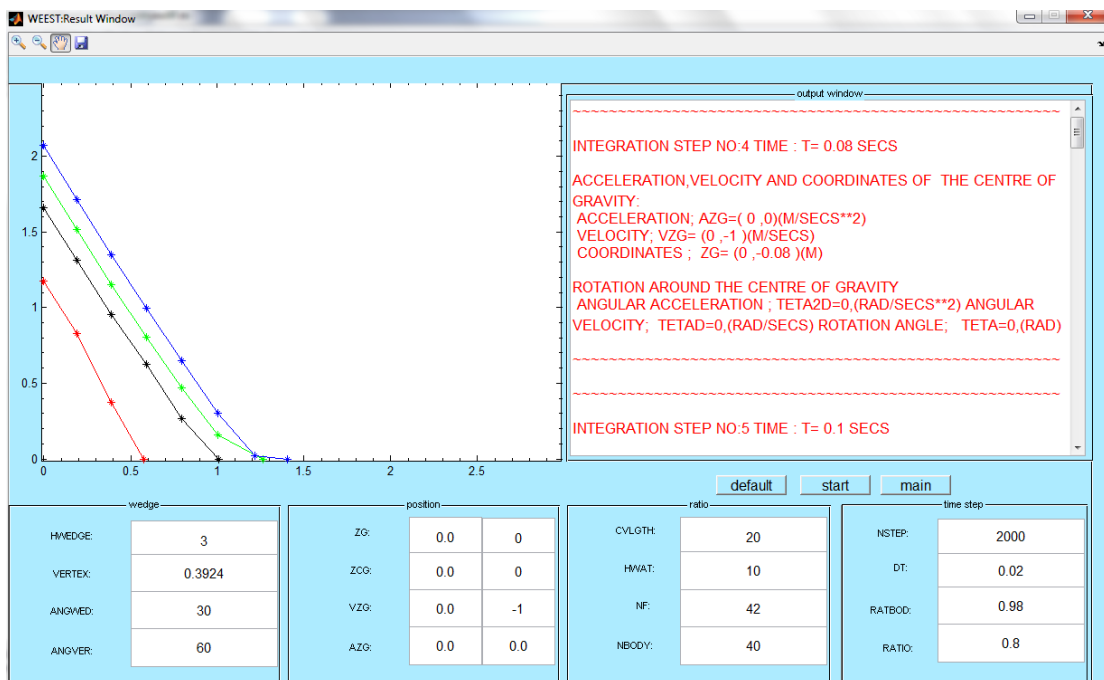 WEEST:Result Window
output window
~~~~~~~~~~~~~~~~~~~~~~~~~~~~~~~~~~~~~~~~~~~~~~~~~~~~~~
INTEGRATION STEP NO:4 TIME : T= 0.08 SECS
ACCELERATION,VELOCITY AND COORDINATES OF THE CENTRE OF
GRAVITY:
ACCELERATION; AZG=( 0 ,0)(M/SECS**2)
VELOCITY; VZG= (0 ,-1 )(M/SECS)
COORDINATES ; ZG= (0 ,-0.08 )(M)
ROTATION AROUND THE CENTRE OF GRAVITY
ANGULAR ACCELERATION ; TETA2D=0,(RAD/SECS**2) ANGULAR
VELOCITY; TETAD=0,(RAD/SECS) ROTATION ANGLE; TETA=0,(RAD)
~~~~~~~~~~~~~~~~~~~~~~~~~~~~~~~~~~~~~~~~~~~~~~~~~~~~~~
~~~~~~~~~~~~~~~~~~~~~~~~~~~~~~~~~~~~~~~~~~~~~~~~~~~~~~
INTEGRATION STEP NO:5 TIME : T= 0.1 SECS
2
1.5
1
0.5
0
0 0.5 1 1.5 2 2.5
default start main
wedge
HWEDGE: 3
VERTEX: 0.3924
ANGWED: 30
ANGVER: 60
position
ZG: 0.0 0
ZCG: 0.0 0
VZG: 0.0 -1
AZG: 0.0 0.0
ratio
CVLGTH: 20
HWAT: 10
NF: 42
NBODY: 40
time step
NSTEP: 2000
DT: 0.02
RATBOD: 0.98
RATIO: 0.8